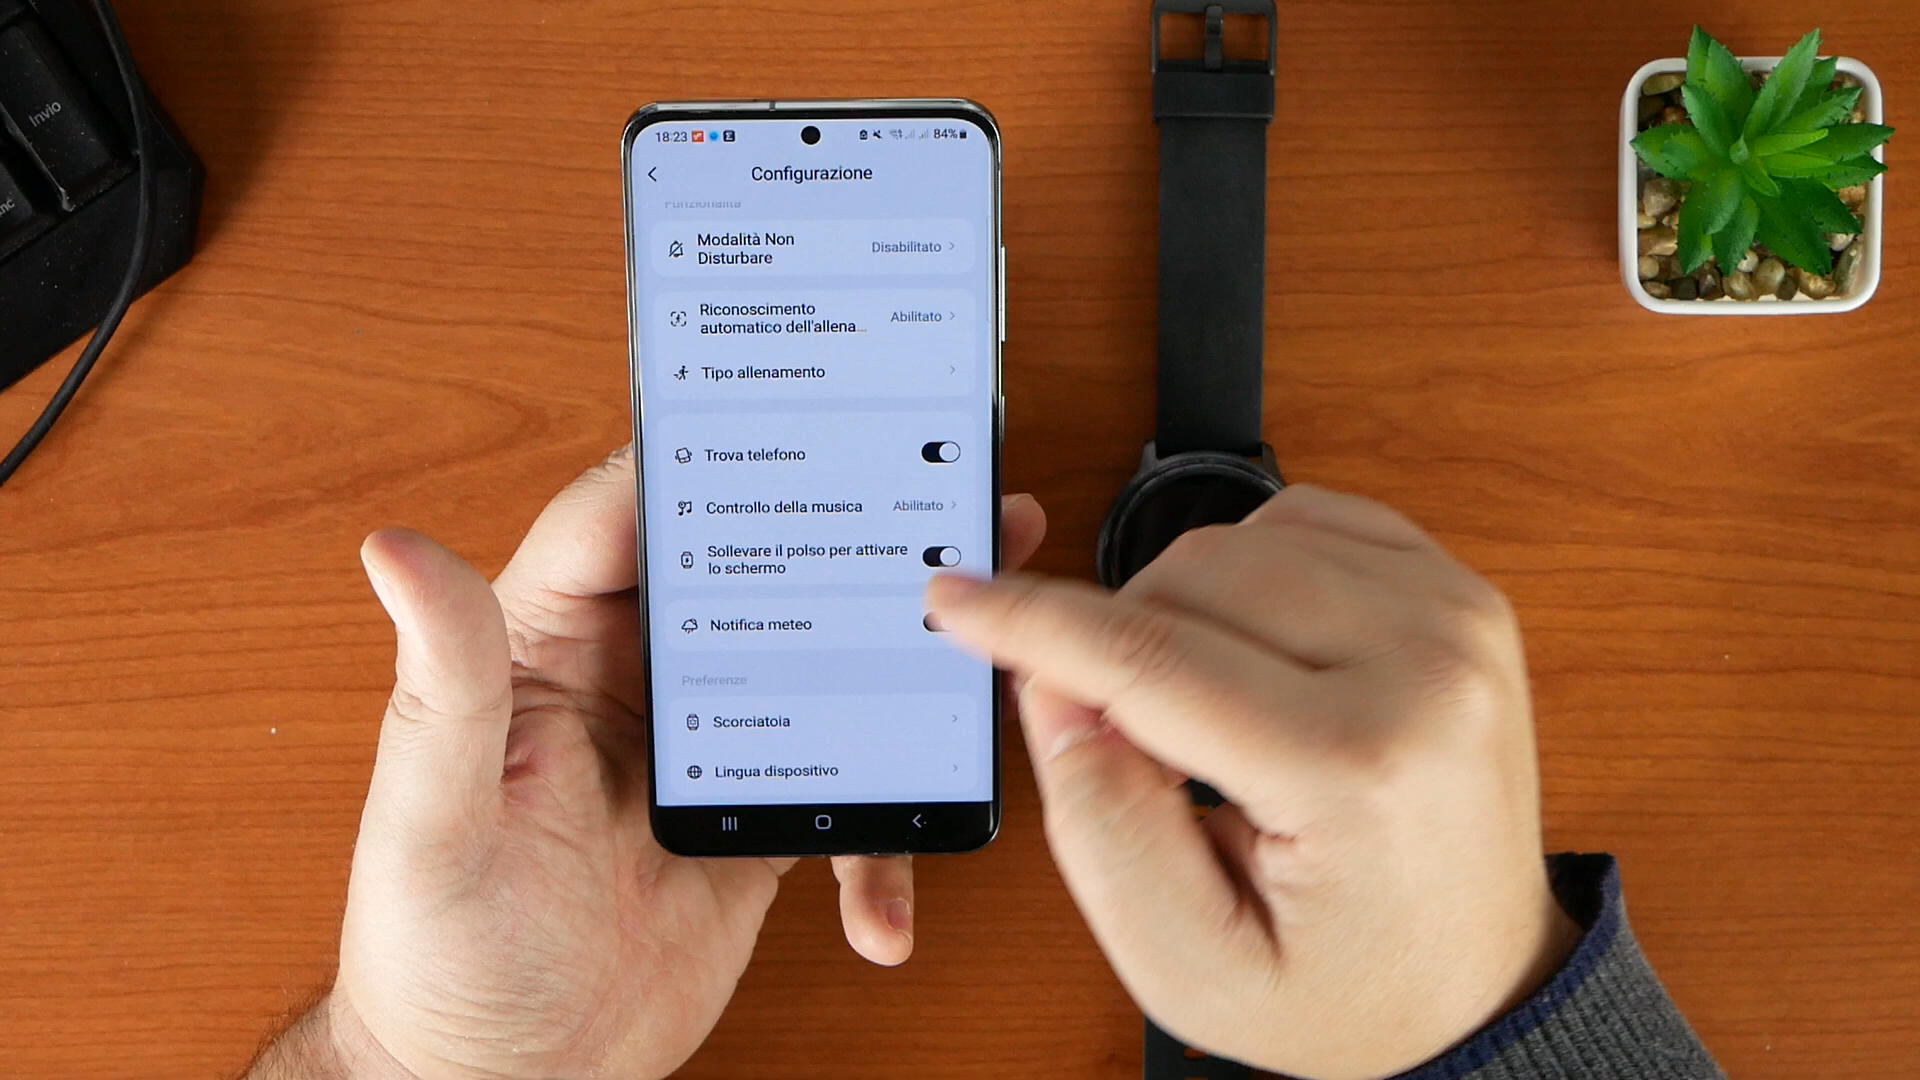 Invio
18:23
84%
Configurazione
Funzionalità
Modalità Non
Disturbare
Disabilitato
Riconoscimento
automatico dell'allena...
Abilitato
Tipo allenamento
Trova telefono
Controllo della musica
Abilitato
Sollevare il polso per attivare
lo schermo
Notifica meteo
Preferenze
Scorciatoia
Lingua dispositivo